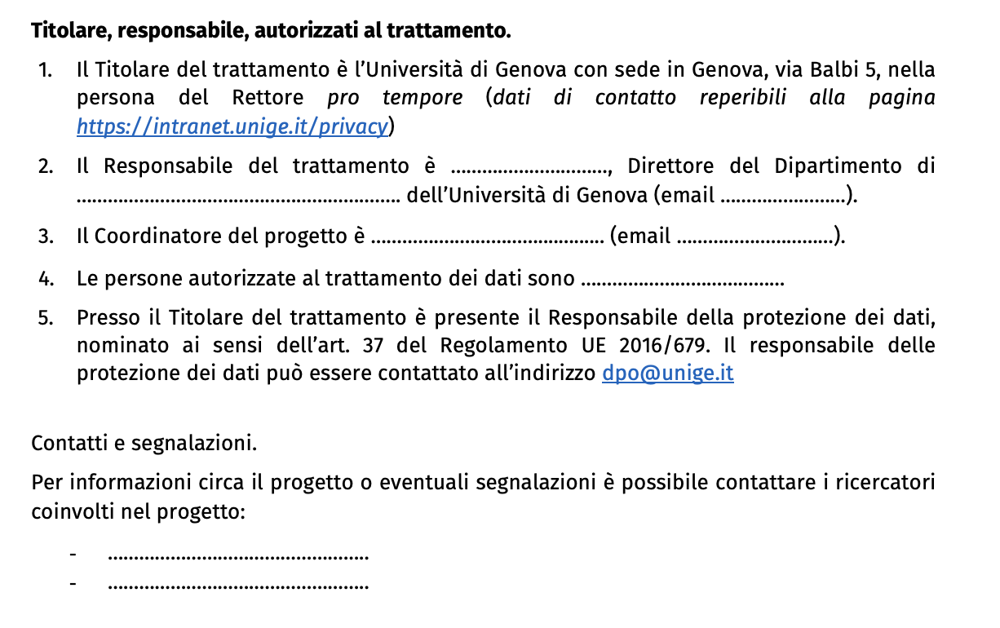 Titolare, responsabile, autorizzati al trattamento.
1. Il Titolare del trattamento è l’Università di Genova con sede in Genova, via Balbi 5, nella
persona del Rettore pro tempore (dati di contatto reperibili alla pagina
https://intranet.unige.it/privacy)
2. Il Responsabile del trattamento è .............................., Direttore del Dipartimento di
.............................................................. dell’Università di Genova (email ........................).
3. Il Coordinatore del progetto è ............................................. (email ..............................).
4. Le persone autorizzate al trattamento dei dati sono .......................................
5. Presso il Titolare del trattamento è presente il Responsabile della protezione dei dati,
nominato ai sensi dell’art. 37 del Regolamento UE 2016/679. Il responsabile delle
protezione dei dati può essere contattato all’indirizzo dpo@unige.it
Contatti e segnalazioni.
Per informazioni circa il progetto o eventuali segnalazioni è possibile contattare i ricercatori
coinvolti nel progetto:
- ..................................................
- ..................................................